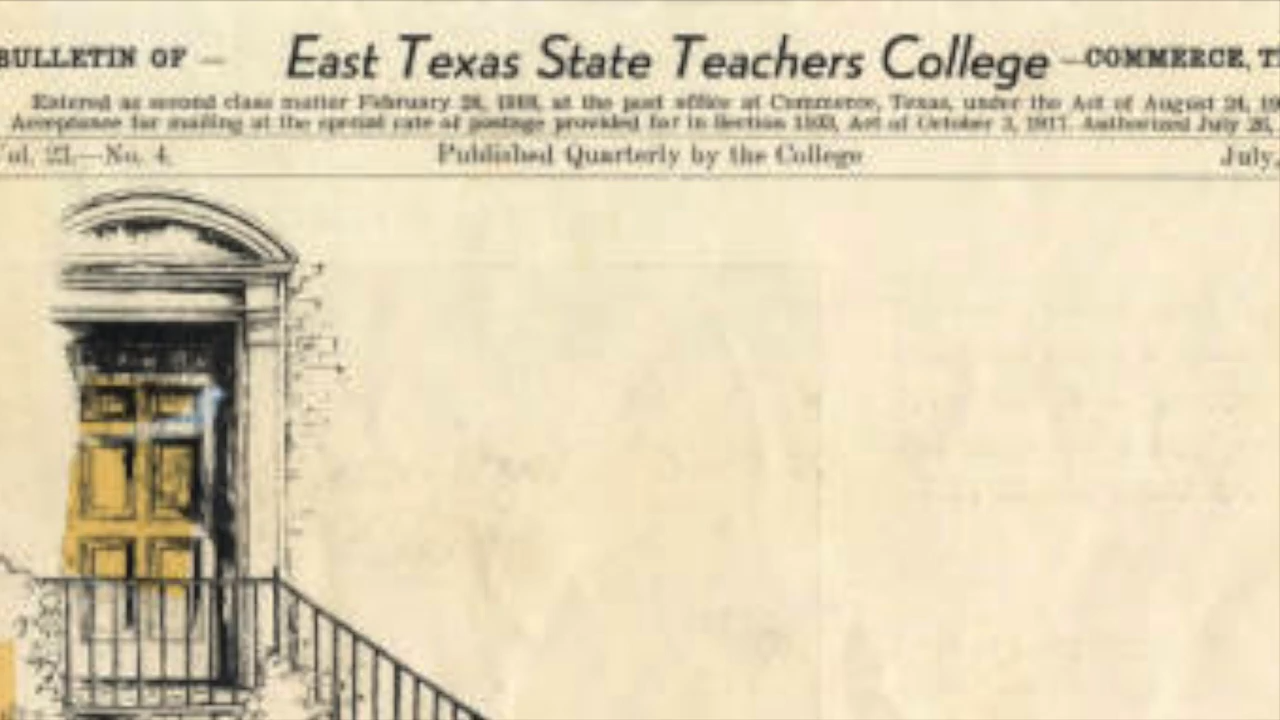 BULLETIN OF — East Texas State Teachers College —COMMERCE, T
Entered as second class matter February at the post office at Commerce, Texas, under the Act of August 24,
Acceptance for mailing at the special rate of postage provided for in Section 1103, Act of October 3, 1917. Authorized July 26,
ol. 21.—No. 4. Published Quarterly by the College July